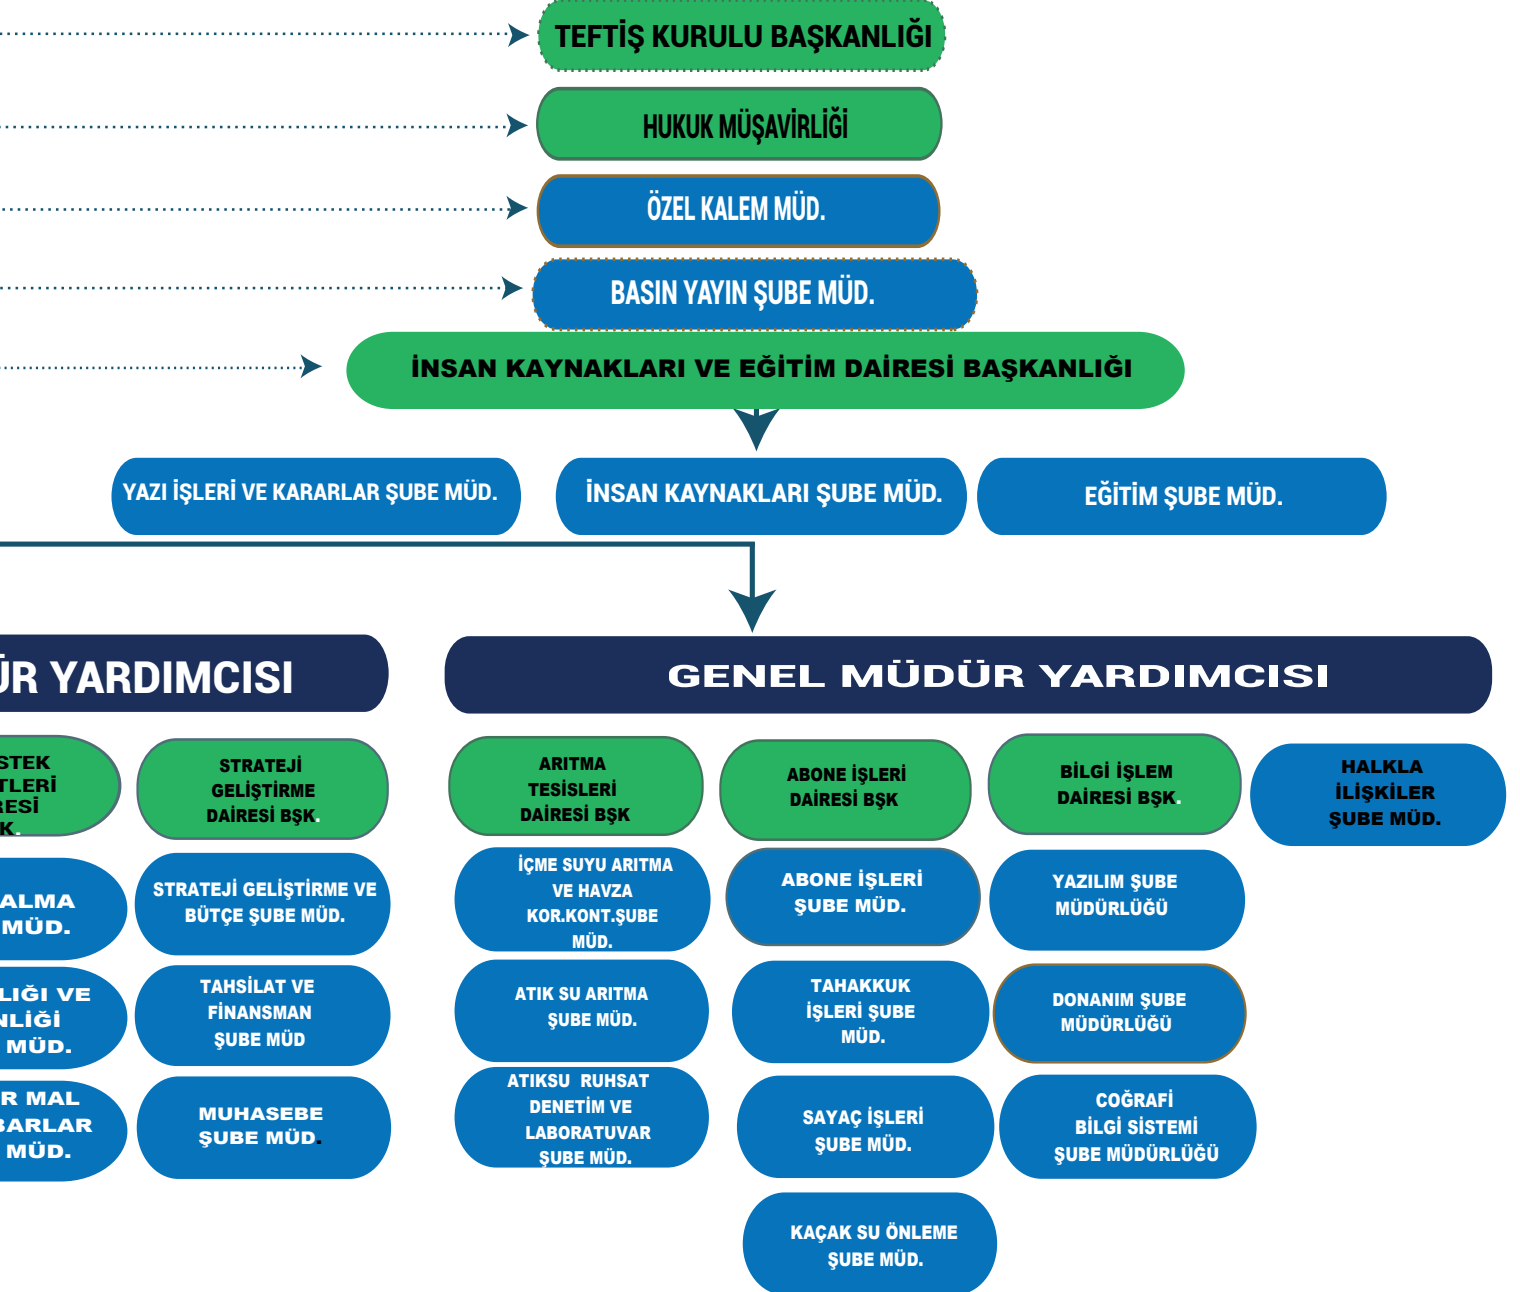 TEFTİŞ KURULU BAŞKANLIĞI
HUKUK MÜŞAVİRLİĞİ
ÖZEL KALEM MÜD.
BASIN YAYIN ŞUBE MÜD.
İNSAN KAYNAKLARI VE EĞİTİM DAİRESİ BAŞKANLIĞI
YAZI İŞLERİ VE KARARLAR ŞUBE MÜD.
İNSAN KAYNAKLARI ŞUBE MÜD.
EĞİTİM ŞUBE MÜD.
ÜR YARDIMCISI
STEK
TLERİ
RESİ
K.
ALMA
MÜD.
LIĞI VE
NLİĞİ
MÜD.
R MAL
BARLAR
MÜD.
STRATEJİ
GELİŞTİRME
DAİRESİ BŞK.
STRATEJİ GELİŞTİRME VE
BÜTÇE ŞUBE MÜD.
TAHSİLAT VE
FİNANSMAN
ŞUBE MÜD
MUHASEBE
ŞUBE MÜD.
GENEL MÜDÜR YARDIMCISI
ARITMA
TESİSLERİ
DAİRESİ BŞK
İÇME SUYU ARITMA
VE HAVZA
KOR.KONT.ŞUBE
MÜD.
ATIK SU ARITMA
ŞUBE MÜD.
ATIKSU RUHSAT
DENETİM VE
LABORATUVAR
ŞUBE MÜD.
ABONE İŞLERİ
DAİRESİ BŞK
ABONE İŞLERİ
ŞUBE MÜD.
TAHAKKUK
İŞLERİ ŞUBE
MÜD.
SAYAÇ İŞLERİ
ŞUBE MÜD.
KAÇAK SU ÖNLEME
ŞUBE MÜD.
BİLGİ İŞLEM
DAİRESİ BŞK.
YAZILIM ŞUBE
MÜDÜRLÜĞÜ
DONANIM ŞUBE
MÜDÜRLÜĞÜ
COĞRAFİ
BİLGİ SİSTEMİ
ŞUBE MÜDÜRLÜĞÜ
HALKLA
İLİŞKİLER
ŞUBE MÜD.